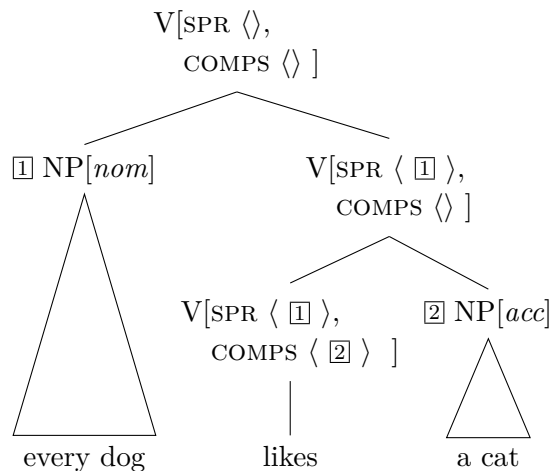 V[SPR ⟨⟩,
COMPS ⟨⟩ ]
1 NP[nom]
V[SPR ⟨ 1 ⟩,
COMPS ⟨⟩ ]
V[SPR ⟨ 1 ⟩,
COMPS ⟨ 2 ⟩ ]
2 NP[acc]
every dog
likes
a cat